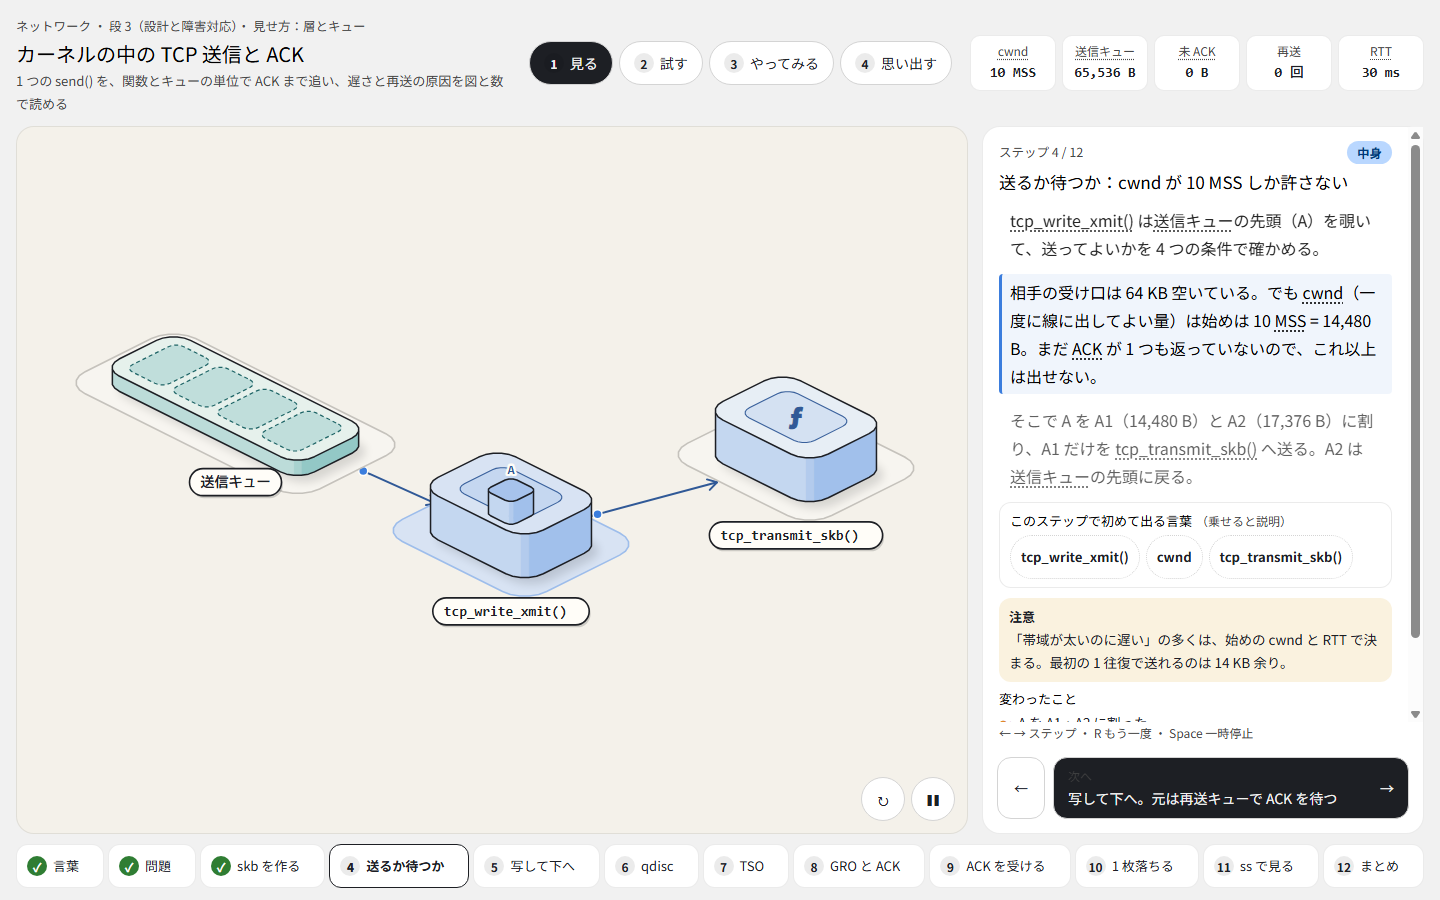 ネットワーク ・ 段 3（設計と障害対応）・ 見せ方：層とキュー
カーネルの中の TCP 送信と ACK
1 つの send() を、関数とキューの単位で ACK まで追い、遅さと再送の原因を図と数
で読める
1 見る
2 試す
3 やってみる
4 思い出す
cwnd
10 MSS
送信キュー
65,536 B
未 ACK
0 B
再送
0 回
RTT
30 ms
送信キュー
A
tcp_write_xmit()
tcp_transmit_skb()
ステップ 4 / 12
中身
送るか待つか：cwnd が 10 MSS しか許さない
tcp_write_xmit() は送信キューの先頭（A）を覗い
て、送ってよいかを 4 つの条件で確かめる。
相手の受け口は 64 KB 空いている。でも cwnd（一
度に線に出してよい量）は始めは 10 MSS = 14,480
B。まだ ACK が 1 つも返っていないので、これ以上
は出せない。
そこで A を A1（14,480 B）と A2（17,376 B）に割
り、A1 だけを tcp_transmit_skb() へ送る。A2 は
送信キューの先頭に戻る。
このステップで初めて出る言葉 （乗せると説明）
tcp_write_xmit()
cwnd
tcp_transmit_skb()
注意
「帯域が太いのに遅い」の多くは、始めの cwnd と RTT で決
まる。最初の 1 往復で送れるのは 14 KB 余り。
変わったこと
←→ ステップ ・ R もう一度 ・ Space 一時停止
←
次へ
写して下へ。元は再送キューで ACK を待つ →
✓ 言葉
✓ 問題
✓ skb を作る
4 送るか待つか
5 写して下へ
6 qdisc
7 TSO
8 GRO と ACK
9 ACK を受ける
10 1 枚落ちる
11 ss で見る
12 まとめ